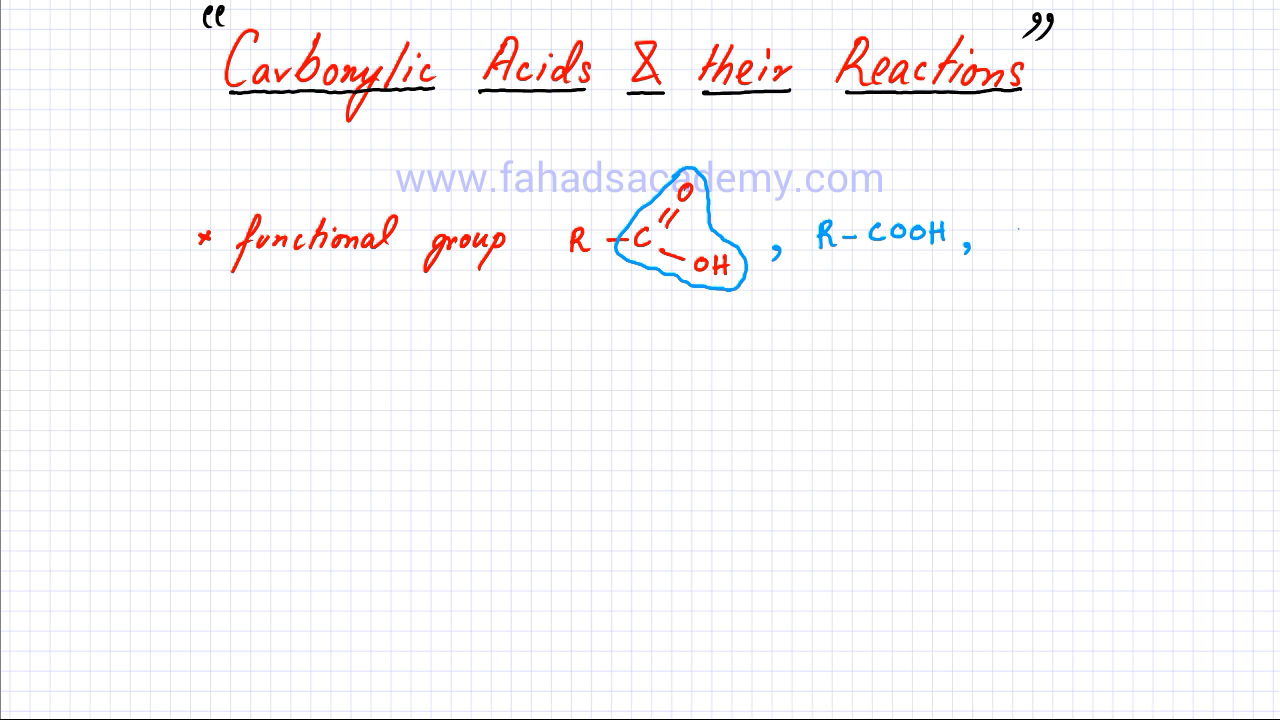 “Carboxylic Acids & their Reactions”
www.fahadsacademy.com
* functional group R-C
O
//
OH
, R-COOH,